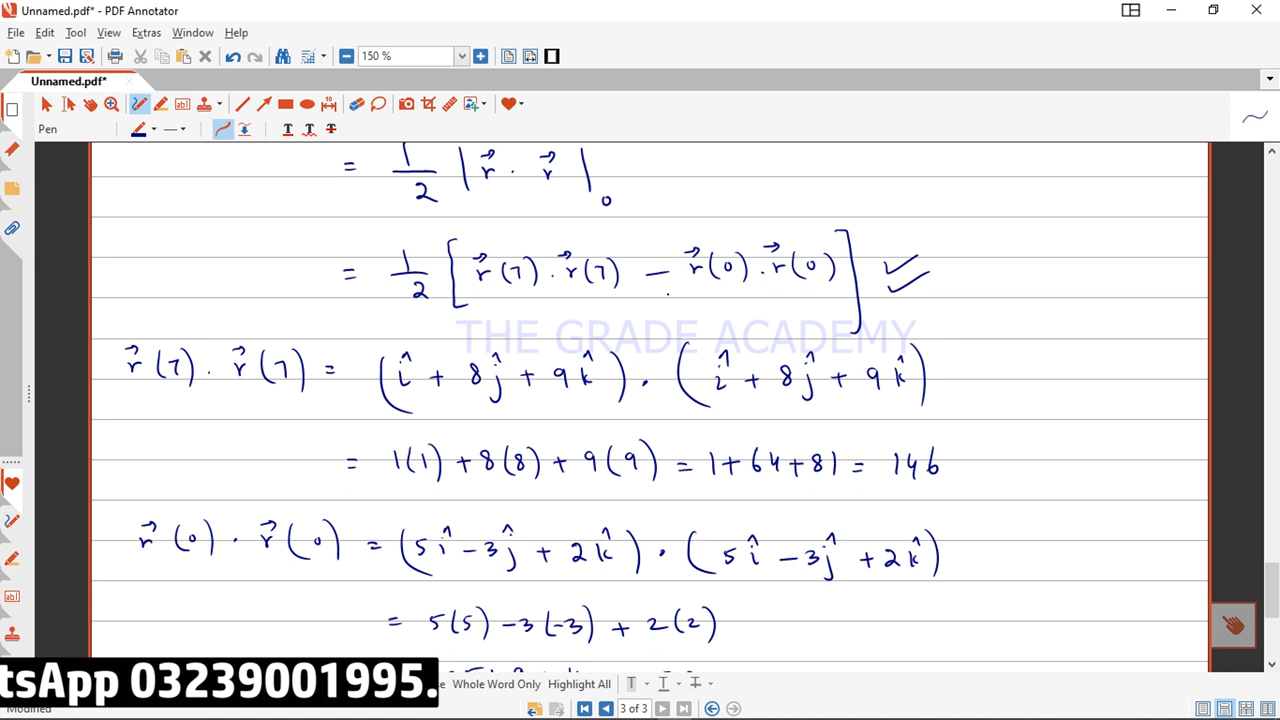 Unnamed.pdf* - PDF Annotator
File Edit Tool View Extras Window Help
150 %
Unnamed.pdf*
Pen
= 1/2 | r⃗ . r⃗ |₀
= 1/2 [ r⃗(7) . r⃗(7) — r⃗(0) . r⃗(0) ]
THE GRADE ACADEMY
r⃗(7) . r⃗(7) = (î + 8ĵ + 9k̂) . (î + 8ĵ + 9k̂)
= 1(1) + 8(8) + 9(9) = 1+64+81 = 146
r⃗(0) . r⃗(0) = (5î - 3ĵ + 2k̂) . (5î - 3ĵ + 2k̂)
= 5(5) - 3(-3) + 2(2)
tsApp 03239001995.
Whole Word Only Highlight All
Modified
3 of 3